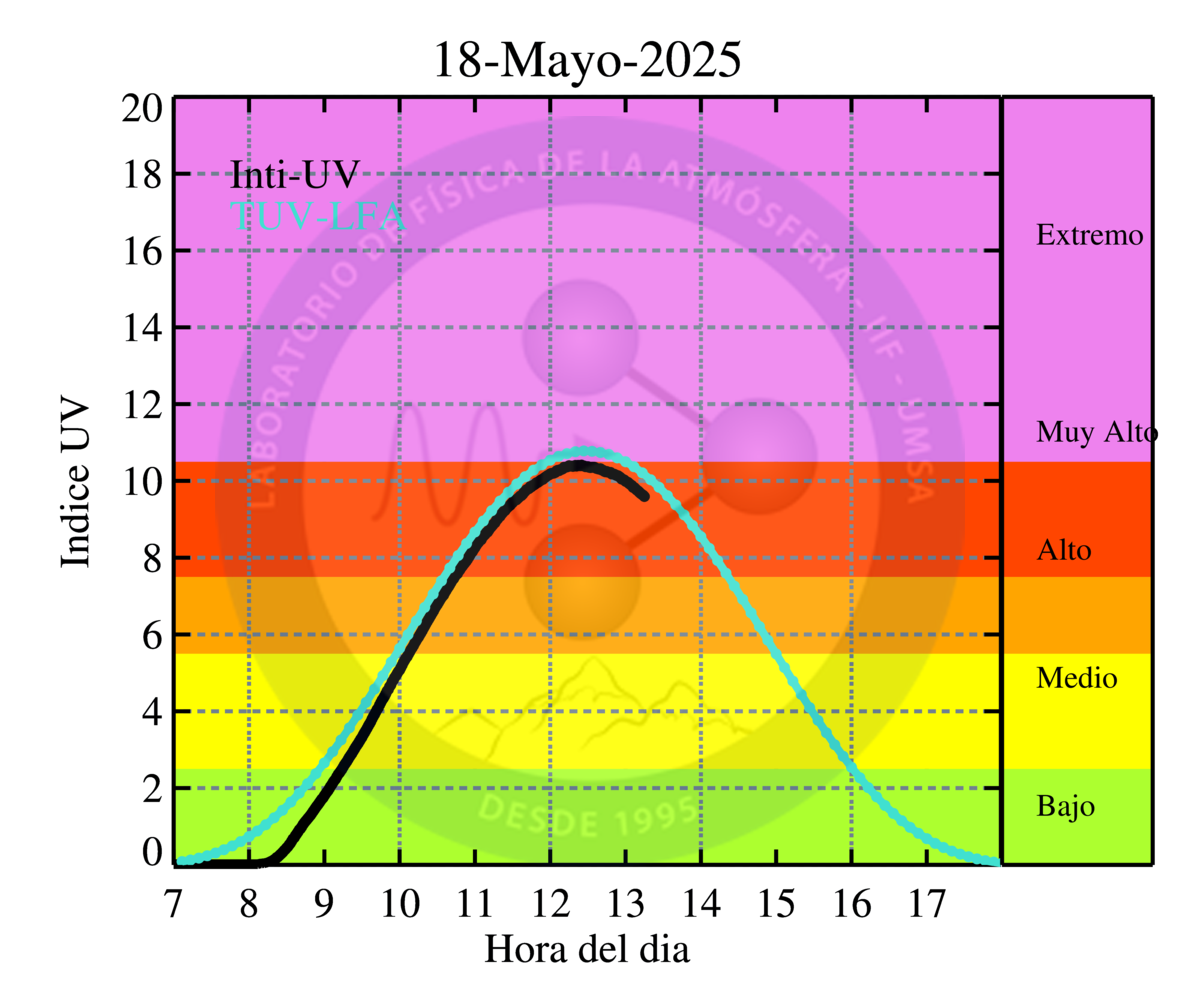 18-Mayo-2025
Inti-UV
TUV-LFA
LABORATORIO DE FÍSICA DE LA ATMÓSFERA - IIF - UMSA
DESDE 1995
Indice UV
20
18
16
14
12
10
8
6
4
2
0
Extremo
Muy Alto
Alto
Medio
Bajo
7 8 9 10 11 12 13 14 15 16 17
Hora del dia